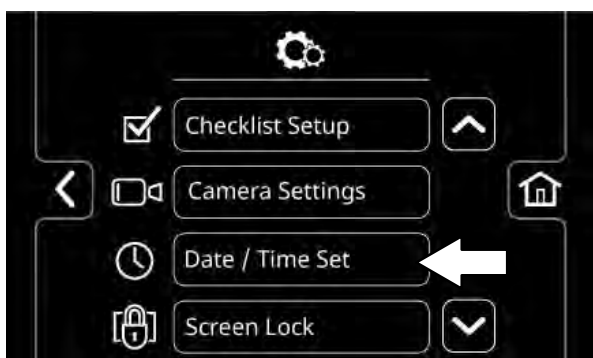 Checklist Setup
Camera Settings
Date / Time Set
Screen Lock